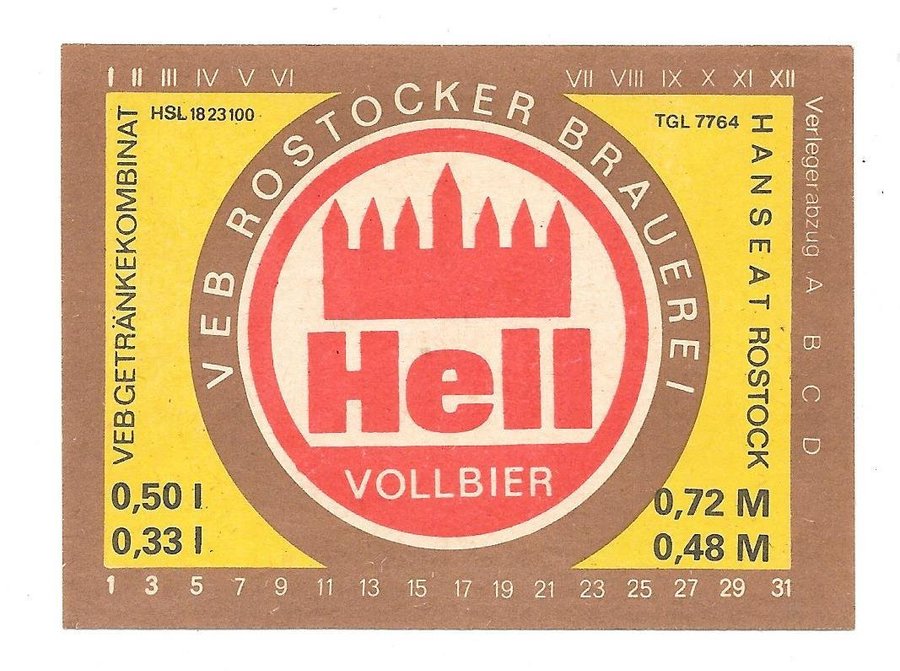 I II III IV V VI VII VIII IX X XI XII
HSL 18 23 100
TGL 7764
VEB GETRÄNKEKOMBINAT
HANSEAT ROSTOCK
Verlegerabzug A B C D
VEB ROSTOCKER BRAUEREI
Hell
VOLLBIER
0,50 l
0,33 l
0,72 M
0,48 M
1 3 5 7 9 11 13 15 17 19 21 23 25 27 29 31